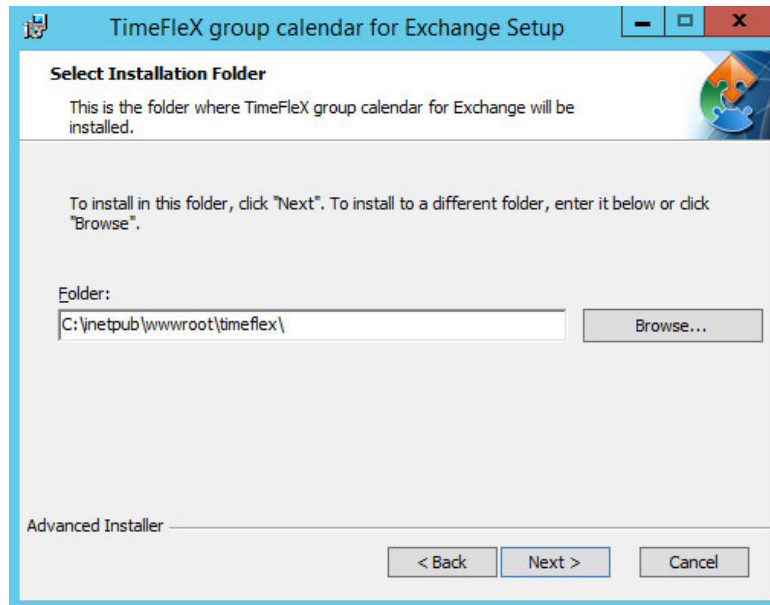 TimeFleX group calendar for Exchange Setup
Select Installation Folder
This is the folder where TimeFleX group calendar for Exchange will be
installed.
To install in this folder, click "Next". To install to a different folder, enter it below or click
"Browse".
Folder:
C:\inetpub\wwwroot\timeflex\
Browse...
Advanced Installer
< Back
Next >
Cancel